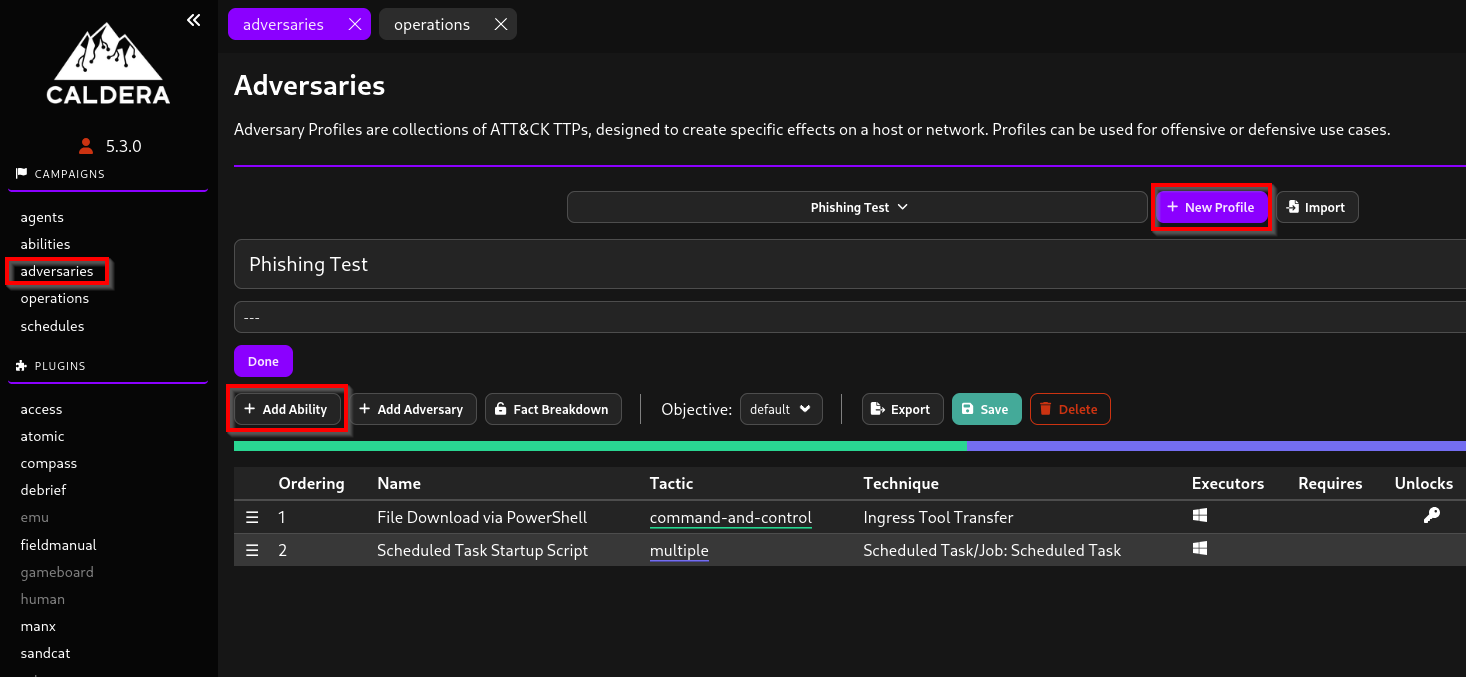 adversaries
operations
CALDERA
5.3.0
CAMPAIGNS
agents
abilities
adversaries
operations
schedules
PLUGINS
access
atomic
compass
debrief
emu
fieldmanual
gameboard
human
manx
sandcat
Adversaries
Adversary Profiles are collections of ATT&CK TTPs, designed to create specific effects on a host or network. Profiles can be used for offensive or defensive use cases.
Phishing Test + New Profile Import
Phishing Test
---
Done
+ Add Ability + Add Adversary Fact Breakdown Objective: default Export Save Delete
Ordering Name Tactic Technique Executors Requires Unlocks
1 File Download via PowerShell command-and-control Ingress Tool Transfer
2 Scheduled Task Startup Script multiple Scheduled Task/Job: Scheduled Task